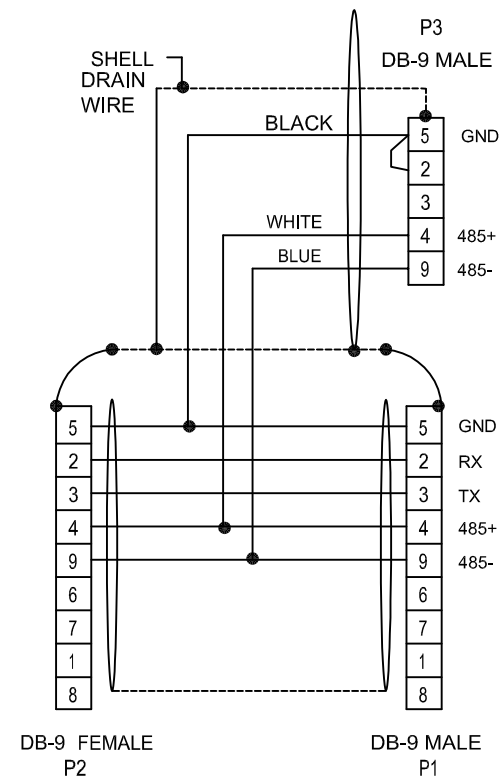 P3
DB-9 MALE
SHELL
DRAIN
WIRE
BLACK
5 GND
2
3
WHITE
4 485+
BLUE
9 485-
5 5 GND
2 2 RX
3 3 TX
4 4 485+
9 9 485-
6 6
7 7
1 1
8 8
DB-9 FEMALE
P2
DB-9 MALE
P1